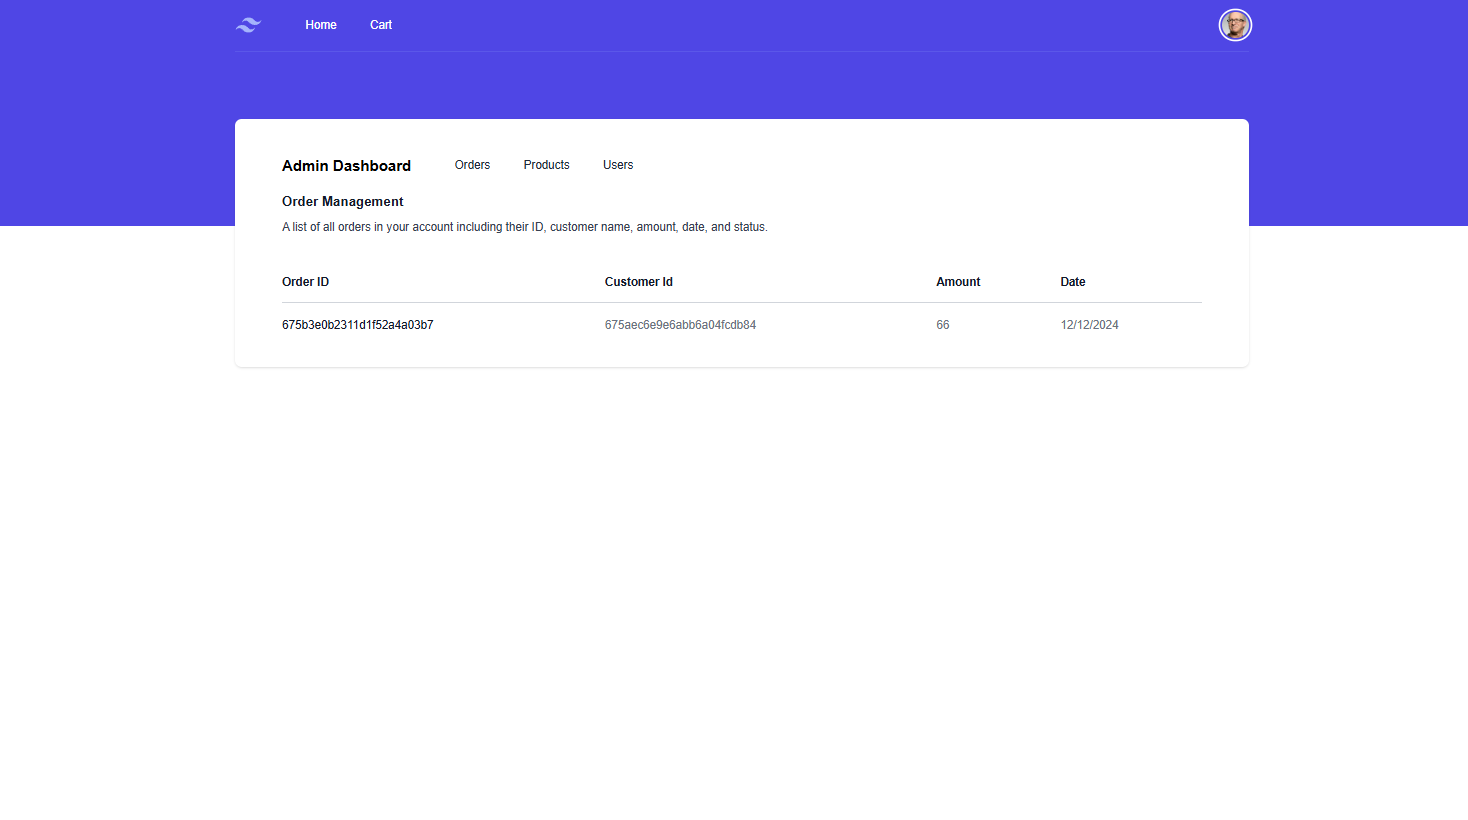 Home Cart
Admin Dashboard Orders Products Users
Order Management
A list of all orders in your account including their ID, customer name, amount, date, and status.
Order ID Customer Id Amount Date
675b3e0b2311d1f52a4a03b7 675aec6e9e6abb6a04fcdb84 66 12/12/2024